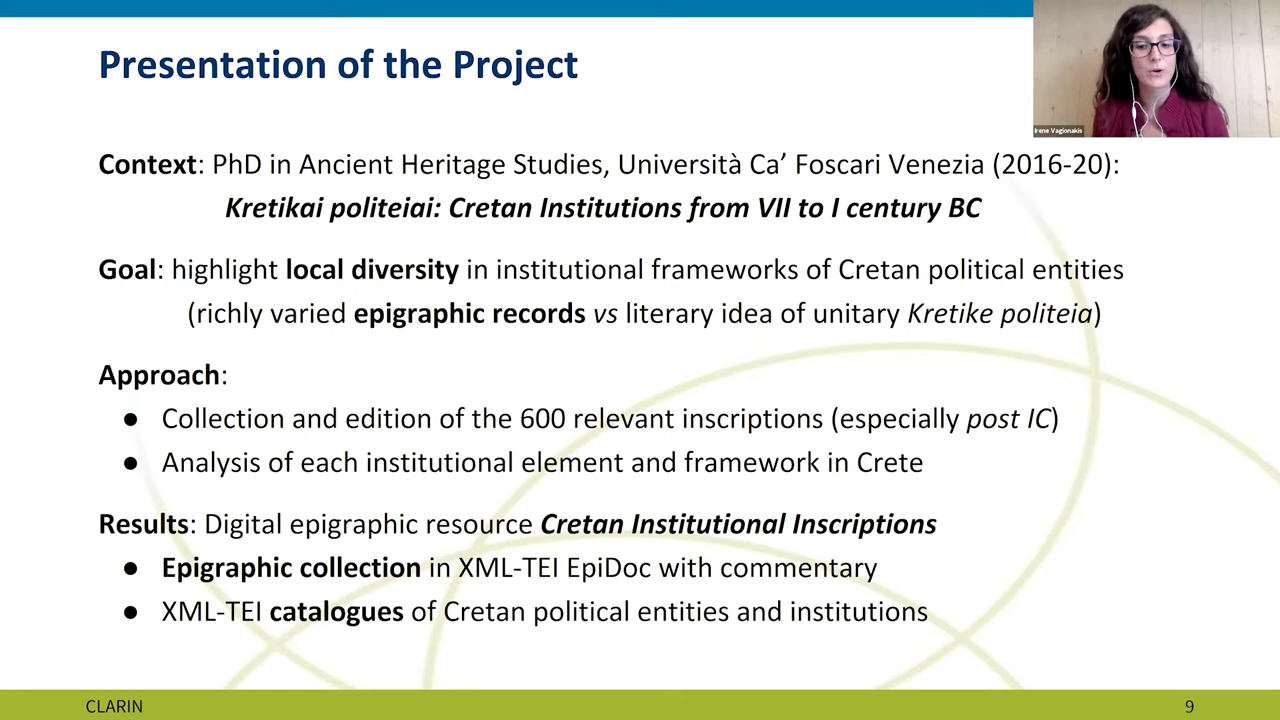 Presentation of the Project
Irene Vagionakis
Context: PhD in Ancient Heritage Studies, Università Ca’ Foscari Venezia (2016-20):
Kretikai politeiai: Cretan Institutions from VII to I century BC
Goal: highlight local diversity in institutional frameworks of Cretan political entities
(richly varied epigraphic records vs literary idea of unitary Kretike politeia)
Approach:
● Collection and edition of the 600 relevant inscriptions (especially post IC)
● Analysis of each institutional element and framework in Crete
Results: Digital epigraphic resource Cretan Institutional Inscriptions
● Epigraphic collection in XML-TEI EpiDoc with commentary
● XML-TEI catalogues of Cretan political entities and institutions
CLARIN
9